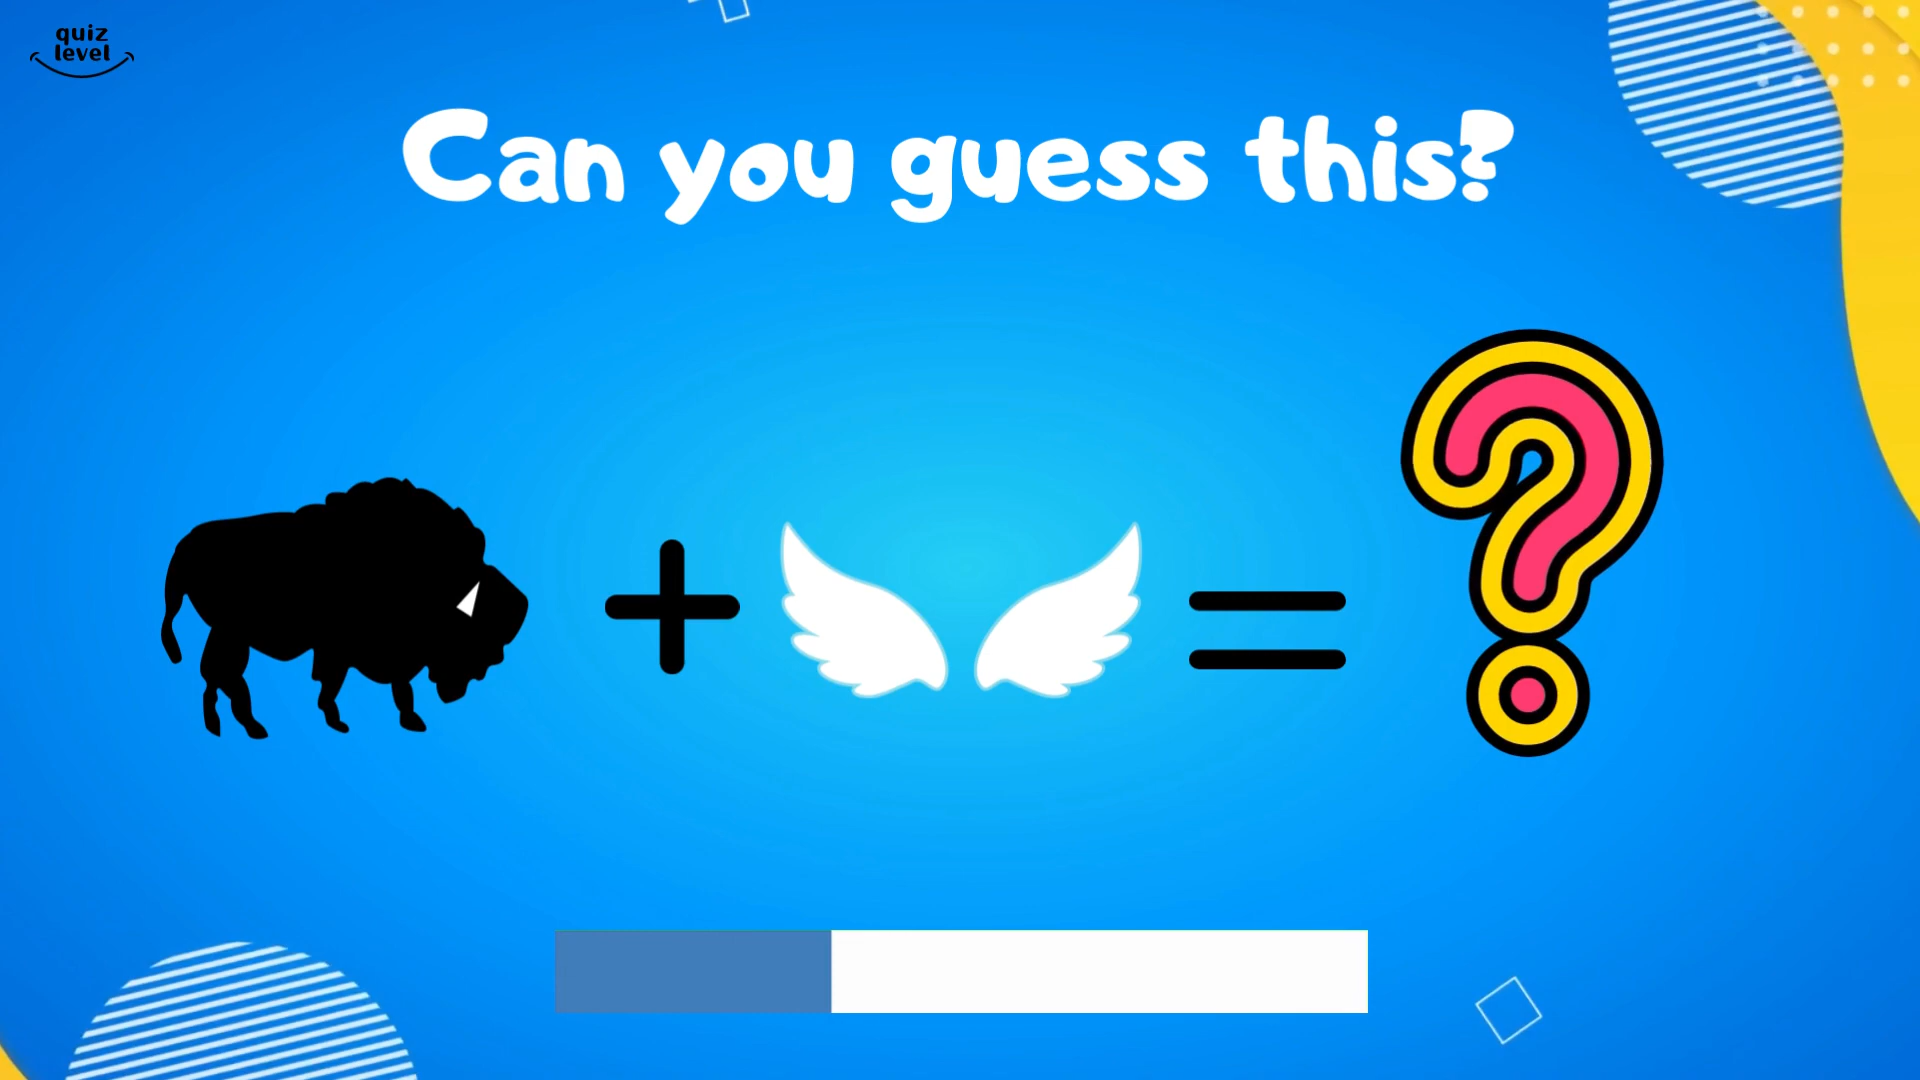 quiz
level
Can you guess this?
+ = ?